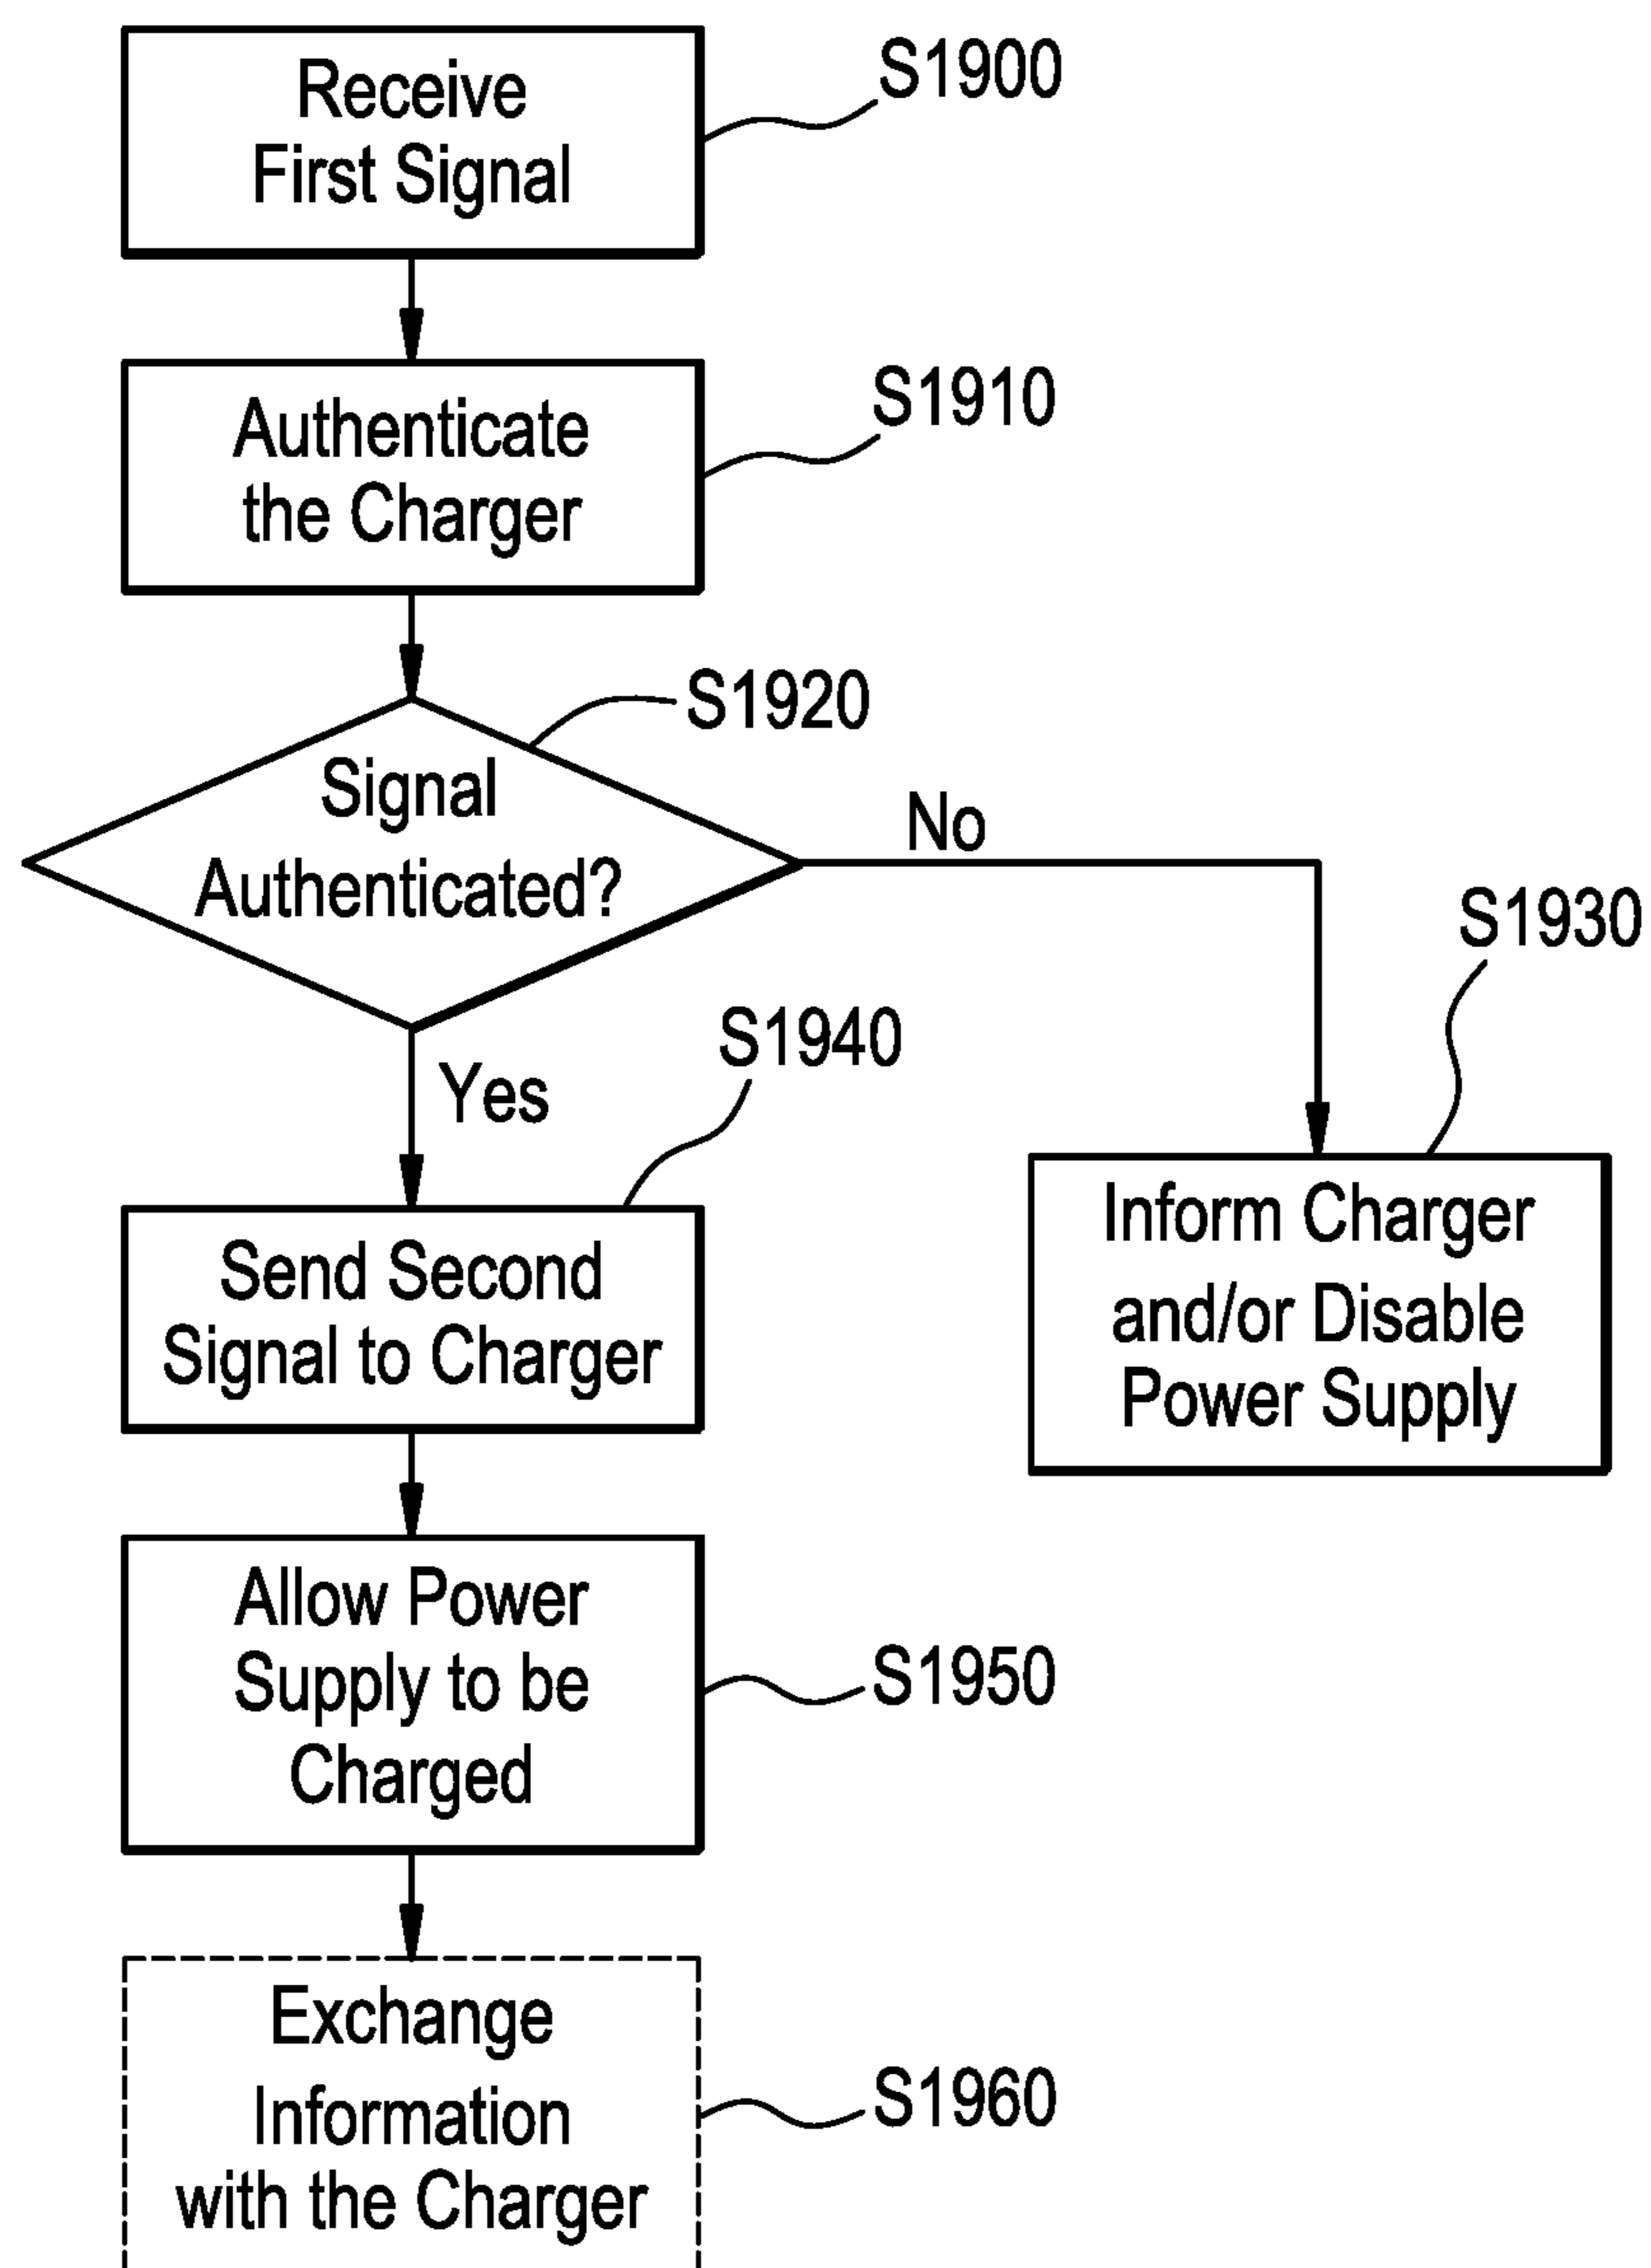 Receive
First Signal
S1900
Authenticate
the Charger
S1910
Signal
Authenticated?
S1920
No
S1930
Inform Charger
and/or Disable
Power Supply
Yes
S1940
Send Second
Signal to Charger
Allow Power
Supply to be
Charged
S1950
Exchange
Information
with the Charger
S1960